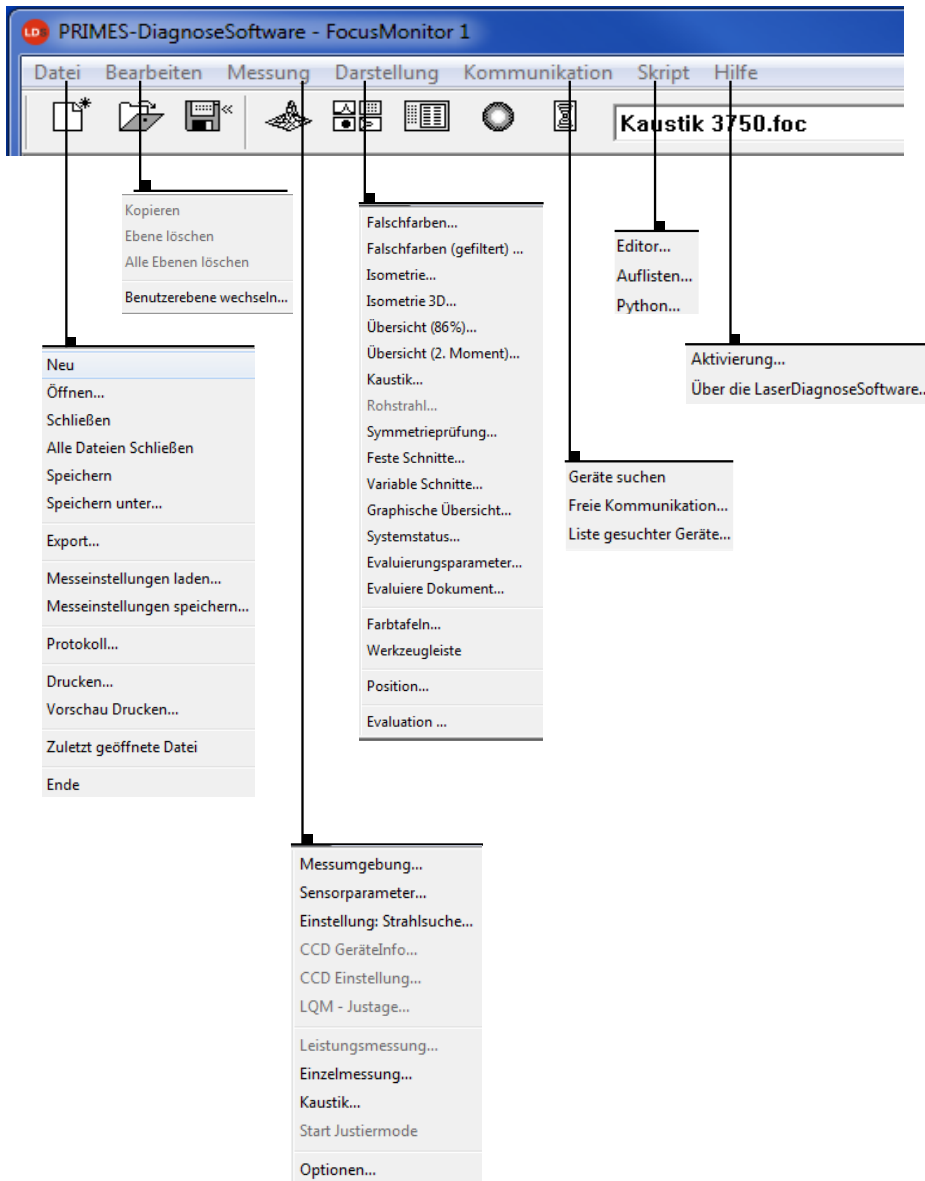 LDS PRIMES-DiagnoseSoftware - FocusMonitor 1
Datei Bearbeiten Messung Darstellung Kommunikation Skript Hilfe
Kaustik 3750.foc
Kopieren
Ebene löschen
Alle Ebenen löschen
Benutzerebene wechseln...
Falschfarben...
Falschfarben (gefiltert) ...
Isometrie...
Isometrie 3D...
Übersicht (86%)...
Übersicht (2. Moment)...
Kaustik...
Rohstrahl...
Symmetrieprüfung...
Feste Schnitte...
Variable Schnitte...
Graphische Übersicht...
Systemstatus...
Evaluierungsparameter...
Evaluiere Dokument...
Farbtafeln...
Werkzeugleiste
Position...
Evaluation ...
Editor...
Auflisten...
Python...
Aktivierung...
Über die LaserDiagnoseSoftware..
Neu
Öffnen...
Schließen
Alle Dateien Schließen
Speichern
Speichern unter...
Export...
Messeinstellungen laden...
Messeinstellungen speichern...
Protokoll...
Drucken...
Vorschau Drucken...
Zuletzt geöffnete Datei
Ende
Geräte suchen
Freie Kommunikation...
Liste gesuchter Geräte...
Messumgebung...
Sensorparameter...
Einstellung: Strahlsuche...
CCD GeräteInfo...
CCD Einstellung...
LQM - Justage...
Leistungsmessung...
Einzelmessung...
Kaustik...
Start Justiermode
Optionen...